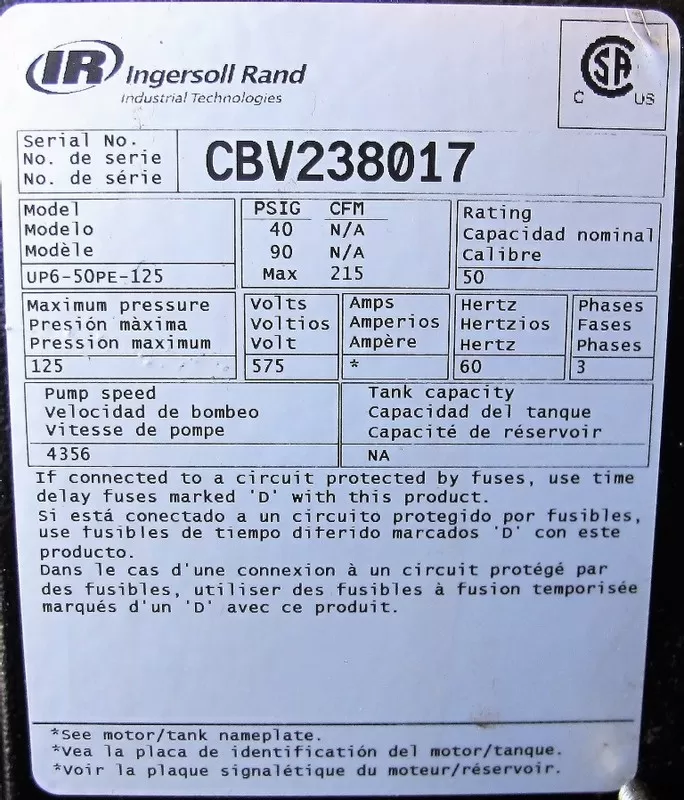 IR Ingersoll Rand
Industrial Technologies
CSA
C US
Serial No.
No. de serie
No. de série
CBV238017
Model
Modelo
Modèle
UP6-50PE-125
PSIG CFM
40 N/A
90 N/A
Max 215
Rating
Capacidad nominal
Calibre
50
Maximum pressure
Presión màxima
Pression maximum
125
Volts
Voltios
Volt
575
Amps
Amperios
Ampère
*
Hertz
Hertzios
Hertz
60
Phases
Fases
Phases
3
Pump speed
Velocidad de bombeo
Vitesse de pompe
4356
Tank capacity
Capacidad del tanque
Capacité de réservoir
NA
If connected to a circuit protected by fuses, use time
delay fuses marked 'D' with this product.
Si está conectado a un circuito protegido por fusibles,
use fusibles de tiempo diferido marcados 'D' con este
producto.
Dans le cas d'une connexion à un circuit protégé par
des fusibles, utiliser des fusibles à fusion temporisée
marqués d'un 'D' avec ce produit.
*See motor/tank nameplate.
*Vea la placa de identificación del motor/tanque.
*Voir la plaque signalétique du moteur/réservoir.